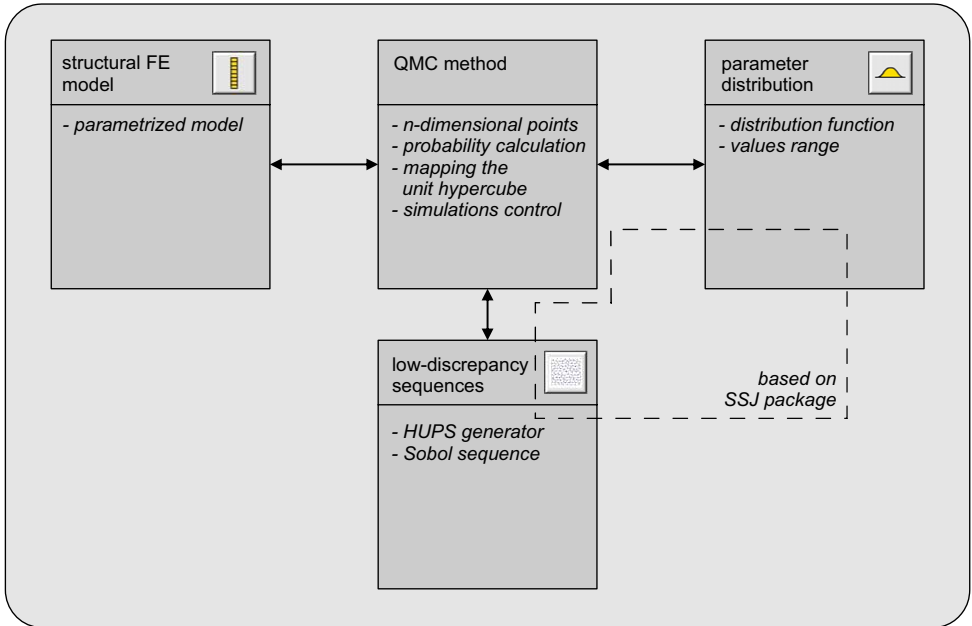 structural FE
model
- parametrized model
QMC method
- n-dimensional points
- probability calculation
- mapping the
unit hypercube
- simulations control
parameter
distribution
- distribution function
- values range
low-discrepancy
sequences
- HUPS generator
- Sobol sequence
based on
SSJ package